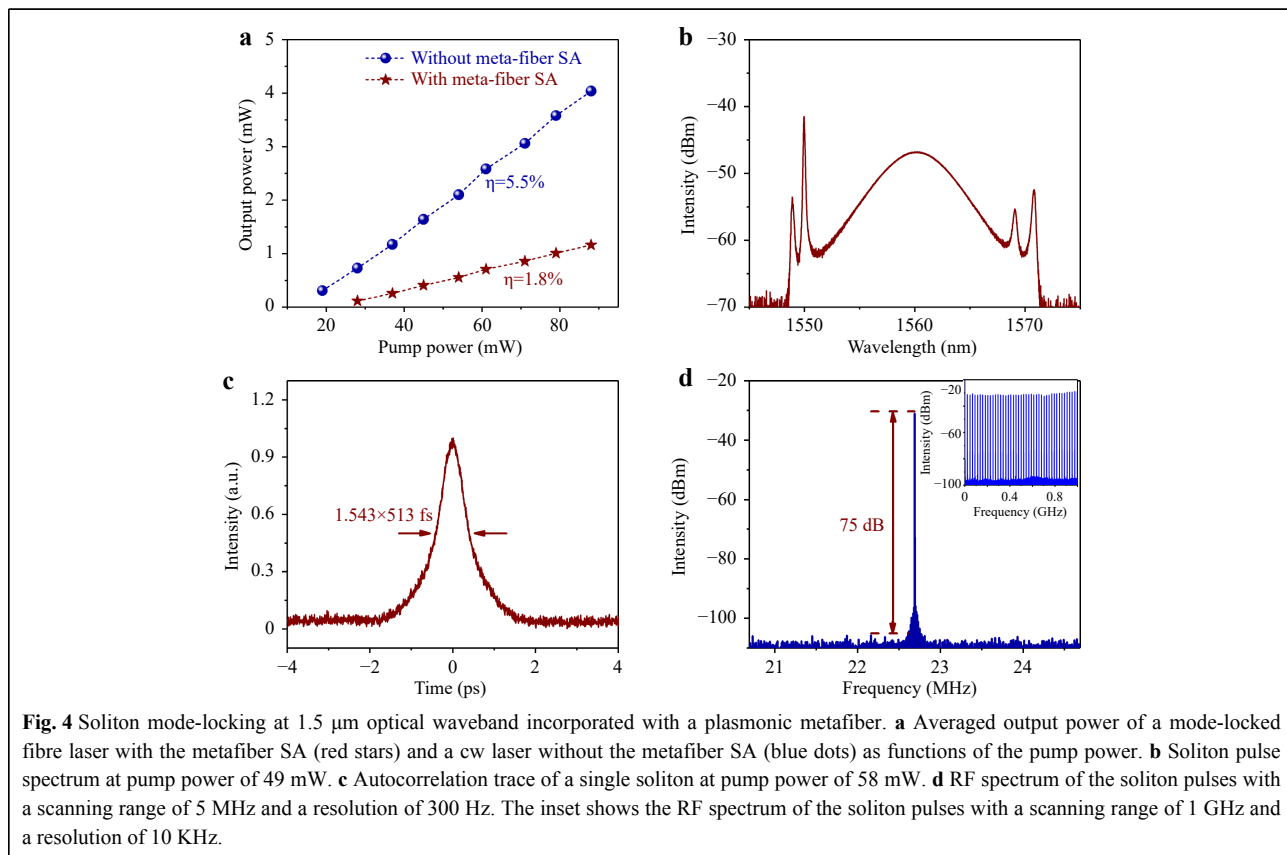 a
5
4
3
2
1
0
Output power (mW)
Without meta-fiber SA
With meta-fiber SA
η=5.5%
η=1.8%
20 40 60 80
Pump power (mW)
b
−30
−40
−50
−60
−70
Intensity (dBm)
1550 1560 1570
Wavelength (nm)
c
1.2
0.9
0.6
0.3
0
Intensity (a.u.)
1.543×513 fs
−4 −2 0 2 4
Time (ps)
d
−20
−40
−60
−80
−100
Intensity (dBm)
75 dB
−20
−60
−100
Intensity (dBm)
0 0.4 0.8
Frequency (GHz)
21 22 23 24
Frequency (MHz)
Fig. 4 Soliton mode-locking at 1.5 μm optical waveband incorporated with a plasmonic metafiber. a Averaged output power of a mode-locked
fibre laser with the metafiber SA (red stars) and a cw laser without the metafiber SA (blue dots) as functions of the pump power. b Soliton pulse
spectrum at pump power of 49 mW. c Autocorrelation trace of a single soliton at pump power of 58 mW. d RF spectrum of the soliton pulses with
a scanning range of 5 MHz and a resolution of 300 Hz. The inset shows the RF spectrum of the soliton pulses with a scanning range of 1 GHz and
a resolution of 10 KHz.